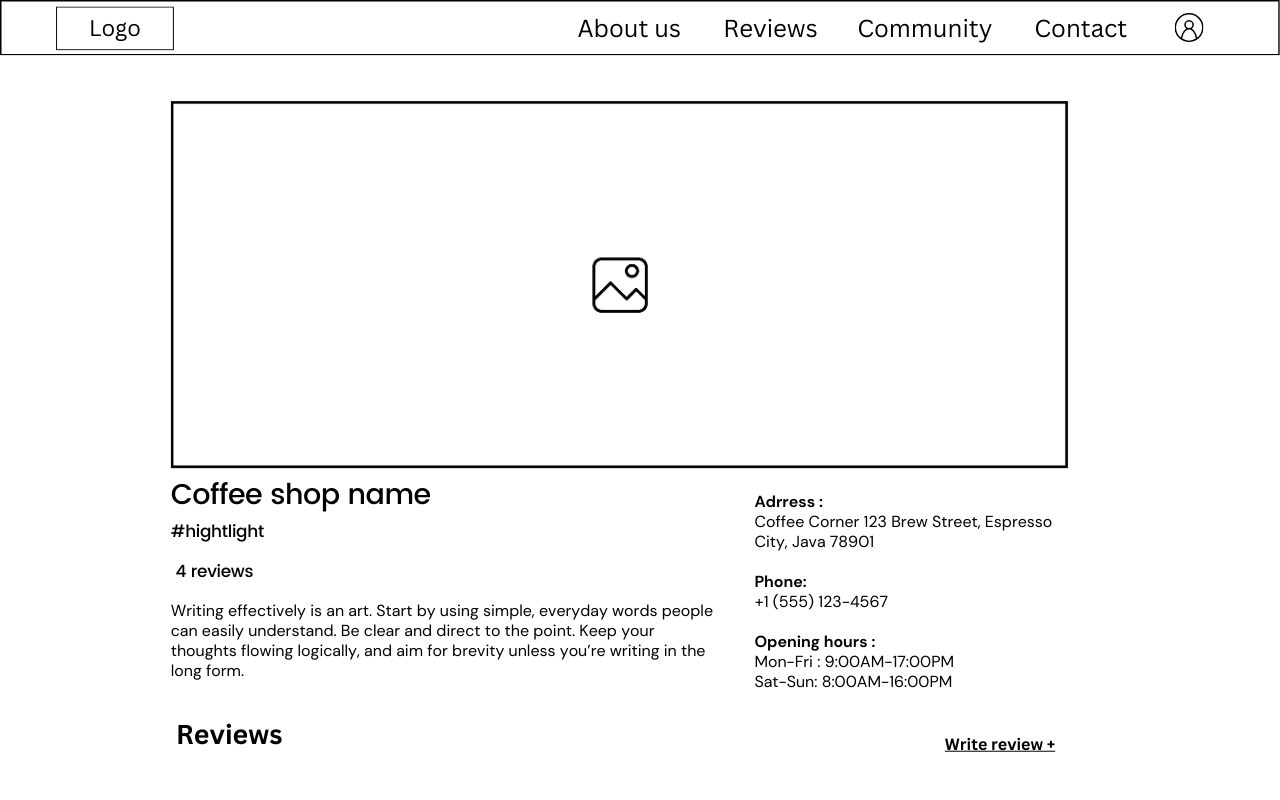 Logo
About us
Reviews
Community
Contact
Coffee shop name
#hightlight
4 reviews
Writing effectively is an art. Start by using simple, everyday words people
can easily understand. Be clear and direct to the point. Keep your
thoughts flowing logically, and aim for brevity unless you’re writing in the
long form.
Adrress :
Coffee Corner 123 Brew Street, Espresso
City, Java 78901
Phone:
+1 (555) 123-4567
Opening hours :
Mon-Fri : 9:00AM-17:00PM
Sat-Sun: 8:00AM-16:00PM
Reviews
Write review +